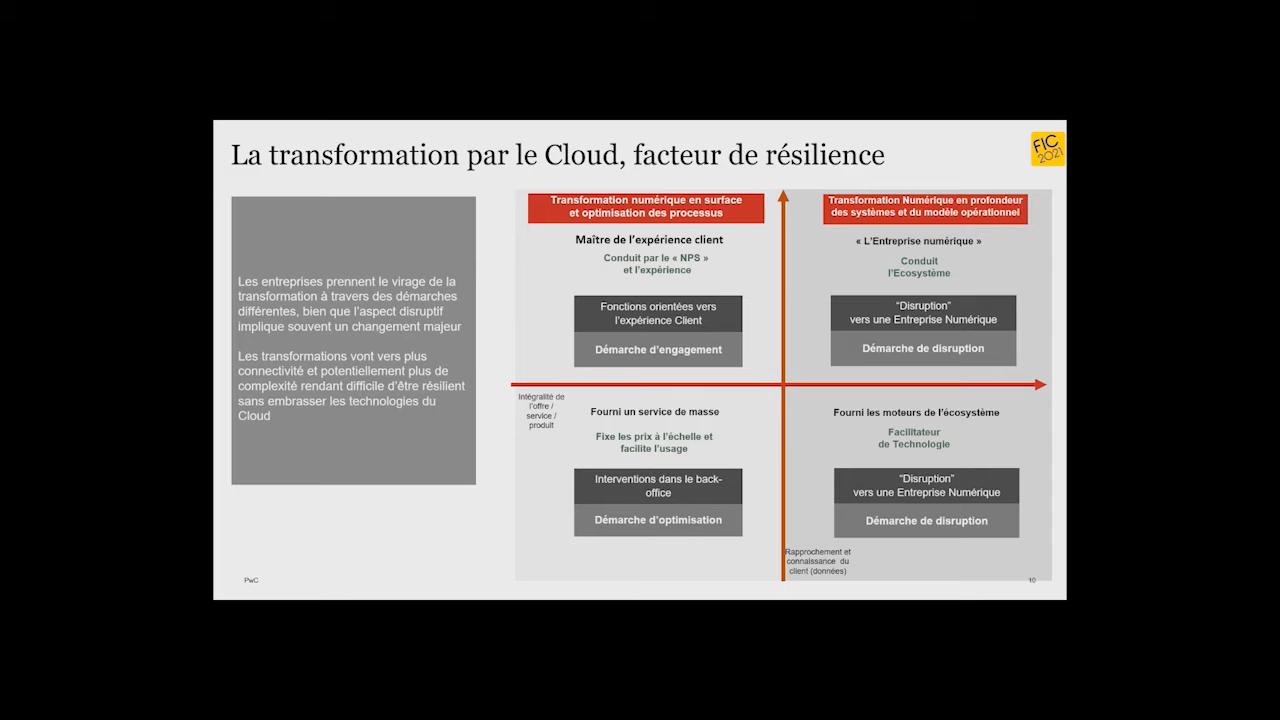 La transformation par le Cloud, facteur de résilience
FIC
2021
Les entreprises prennent le virage de la
transformation à travers des démarches
différentes, bien que l'aspect disruptif
implique souvent un changement majeur
Les transformations vont vers plus
connectivité et potentiellement plus de
complexité rendant difficile d'être résilient
sans embrasser les technologies du
Cloud
Transformation numérique en surface
et optimisation des processus
Maître de l'expérience client
Conduit par le « NPS »
et l'expérience
Fonctions orientées vers
l'expérience Client
Démarche d'engagement
Transformation Numérique en profondeur
des systèmes et du modèle opérationnel
« L'Entreprise numérique »
Conduit
l'Ecosystème
"Disruption"
vers une Entreprise Numérique
Démarche de disruption
Intégralité de
l'offre /
service /
produit
Fourni un service de masse
Fixe les prix à l'échelle et
facilite l'usage
Interventions dans le back-
office
Démarche d'optimisation
Fourni les moteurs de l'écosystème
Facilitateur
de Technologie
"Disruption"
vers une Entreprise Numérique
Démarche de disruption
Rapprochement et
connaissance du
client (données)
PwC
10